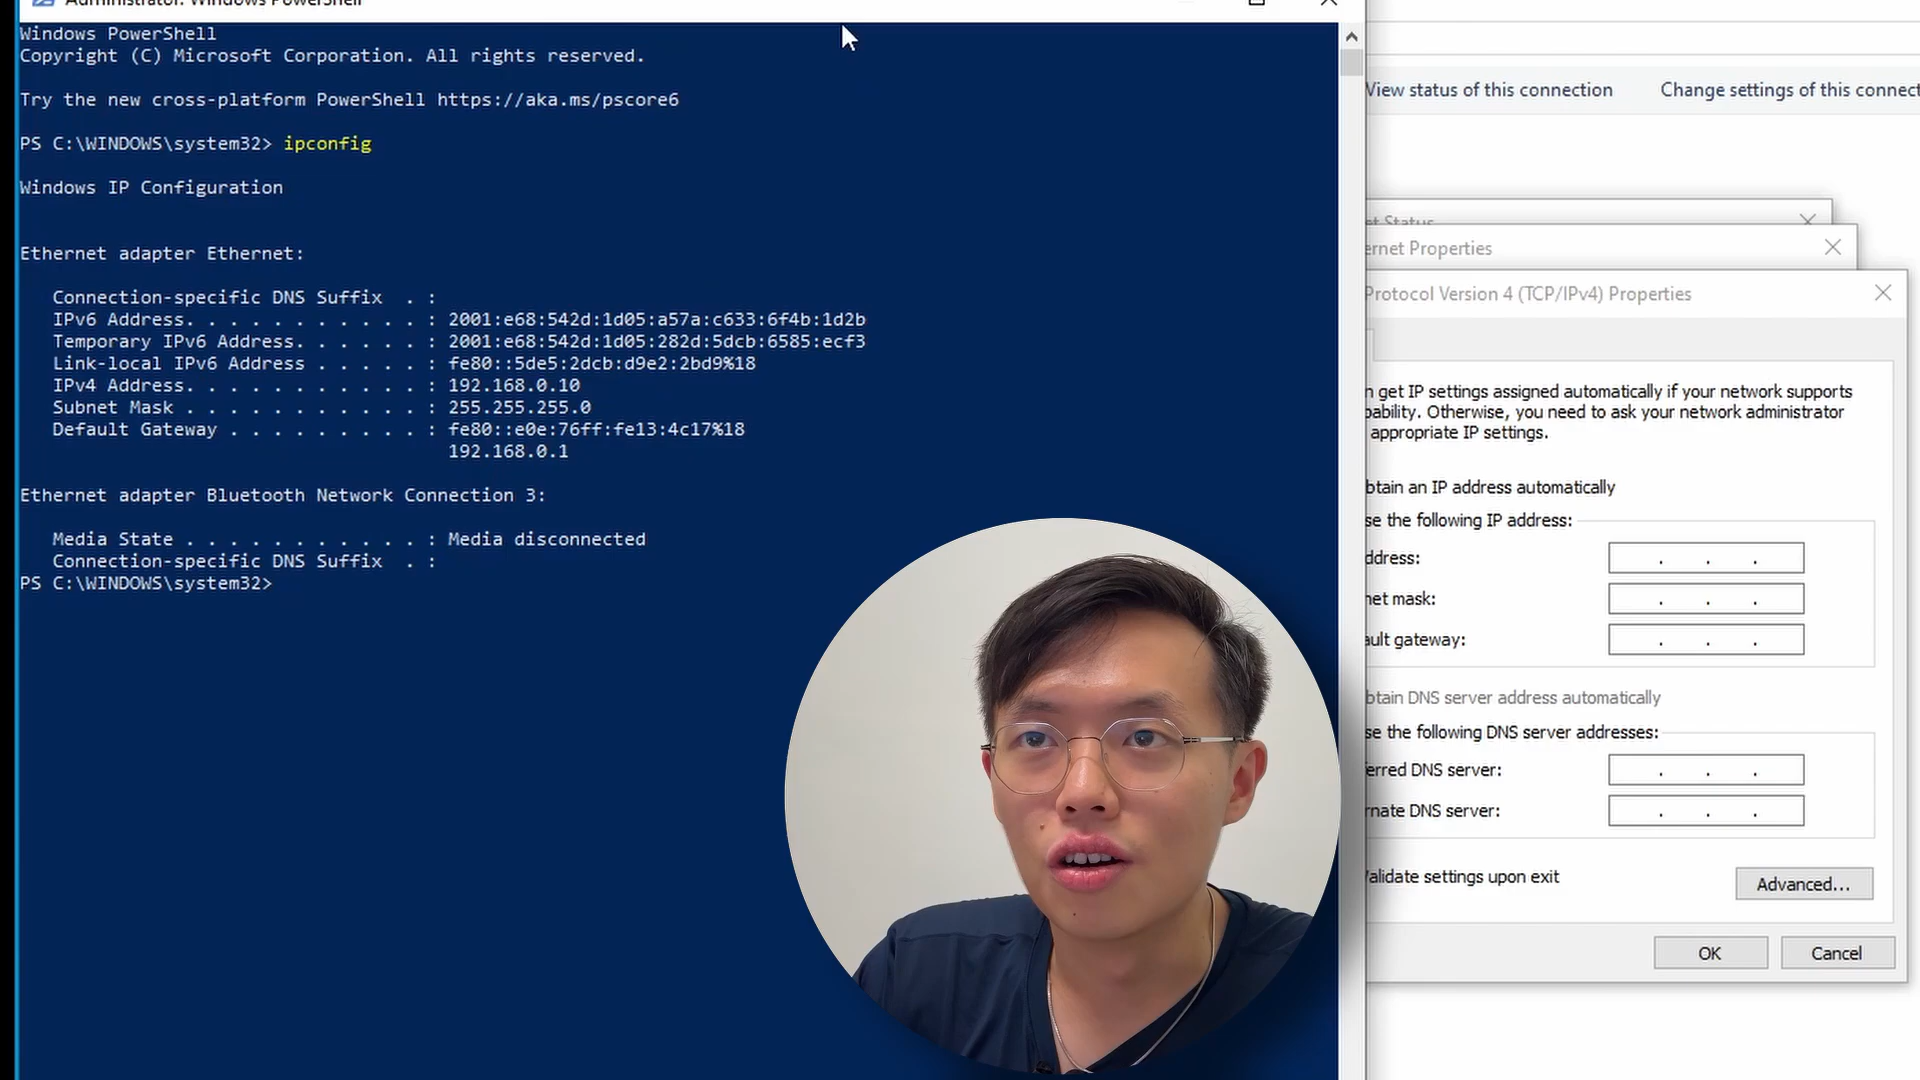 Administrator: Windows PowerShell
Windows PowerShell
Copyright (C) Microsoft Corporation. All rights reserved.
Try the new cross-platform PowerShell https://aka.ms/pscore6
PS C:\WINDOWS\system32> ipconfig
Windows IP Configuration
Ethernet adapter Ethernet:
Connection-specific DNS Suffix . :
IPv6 Address. . . . . . . . . . . : 2001:e68:542d:1d05:a57a:c633:6f4b:1d2b
Temporary IPv6 Address. . . . . . : 2001:e68:542d:1d05:282d:5dcb:6585:ecf3
Link-local IPv6 Address . . . . . : fe80::5de5:2dcb:d9e2:2bd9%18
IPv4 Address. . . . . . . . . . . : 192.168.0.10
Subnet Mask . . . . . . . . . . . : 255.255.255.0
Default Gateway . . . . . . . . . : fe80::e0e:76ff:fe13:4c17%18
192.168.0.1
Ethernet adapter Bluetooth Network Connection 3:
Media State . . . . . . . . . . . : Media disconnected
Connection-specific DNS Suffix . :
PS C:\WINDOWS\system32>
View status of this connection Change settings of this connect
et Status
ernet Properties
Protocol Version 4 (TCP/IPv4) Properties
n get IP settings assigned automatically if your network supports
pability. Otherwise, you need to ask your network administrator
appropriate IP settings.
btain an IP address automatically
se the following IP address:
ddress:
net mask:
ault gateway:
btain DNS server address automatically
se the following DNS server addresses:
erred DNS server:
rnate DNS server:
Validate settings upon exit
Advanced...
OK Cancel